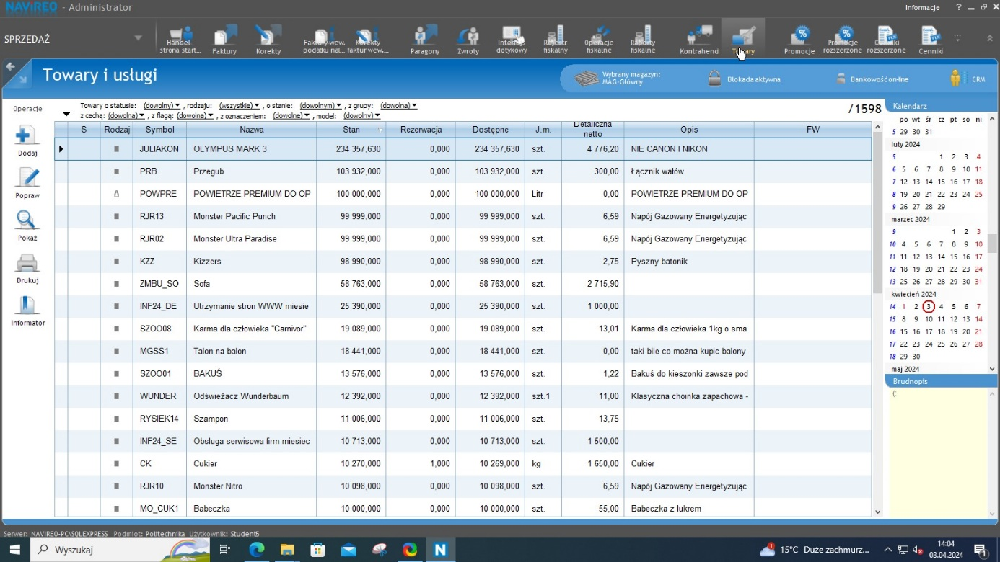 NAVIREO - Administrator Informacje ?
SPRZEDAŻ
Handel - strona start...
Faktury
Korekty
Faktury wew. podatku nal...
Korekty faktur wew....
Paragony
Zwroty
Interfejs dotykowy
Rejestr fiskalny
Operacje fiskalne
Raporty fiskalne
Kontrahend
Towary
Promocje
Promocje rozszerzone
Cenniki rozszerzone
Cenniki
Towary i usługi
Wybrany magazyn:
MAG-Główny
Blokada aktywna
Bankowość on-line
CRM
Operacje
Dodaj
Popraw
Pokaż
Drukuj
Informator
Towary o statusie: (dowolny) , rodzaju: (wszystkie) , o stanie: (dowolnym) , z grupy: (dowolna)
z cechą: (dowolna) , z flagą: (dowolna) , z oznaczeniem: (dowolne) , model: (dowolny)
/1598
S Rodzaj Symbol Nazwa Stan Rezerwacja Dostępne J.m. Detaliczna netto Opis FW
JULIAKON OLYMPUS MARK 3 234 357,630 0,000 234 357,630 szt. 4 776,20 NIE CANON I NIKON
PRB Przegub 103 932,000 0,000 103 932,000 szt. 300,00 Łącznik wałów
POWPRE POWIETRZE PREMIUM DO OP 100 000,000 0,000 100 000,000 Litr 0,00 POWIETRZE PREMIUM DO OP
RJR13 Monster Pacific Punch 99 999,000 0,000 99 999,000 szt. 6,59 Napój Gazowany Energetyzując
RJR02 Monster Ultra Paradise 99 999,000 0,000 99 999,000 szt. 6,59 Napój Gazowany Energetyzując
KZZ Kizzers 98 990,000 0,000 98 990,000 szt. 2,75 Pyszny batonik
ZMBU_SO Sofa 58 763,000 0,000 58 763,000 szt. 2 715,90
INF24_DE Utrzymanie stron WWW miesie 25 390,000 0,000 25 390,000 szt. 1 000,00
SZOO08 Karma dla człowieka "Carnivor" 19 089,000 0,000 19 089,000 szt. 13,01 Karma dla człowieka 1kg o sma
MGSS1 Talon na balon 18 441,000 0,000 18 441,000 szt. 0,00 taki bile co można kupic balony
SZOO01 BAKUŚ 13 576,000 0,000 13 576,000 szt. 1,22 Bakuś do kieszonki zawsze pod
WUNDER Odświeżacz Wunderbaum 12 392,000 0,000 12 392,000 szt.1 11,00 Klasyczna choinka zapachowa -
RYSIEK14 Szampon 11 006,000 0,000 11 006,000 szt. 13,75
INF24_SE Obsluga serwisowa firm miesiec 10 713,000 0,000 10 713,000 szt. 1 500,00
CK Cukier 10 270,000 1,000 10 269,000 kg 1 650,00 Cukier
RJR10 Monster Nitro 10 098,000 0,000 10 098,000 szt. 6,59 Napój Gazowany Energetyzując
MO_CUK1 Babeczka 10 000,000 0,000 10 000,000 szt. 55,00 Babeczka z lukrem
Kalendarz
po wt śr cz pt so ni
5 29 30 31
luty 2024
5 1 2 3 4
6 5 6 7 8 9 10 11
7 12 13 14 15 16 17 18
8 19 20 21 22 23 24 25
9 26 27 28 29
marzec 2024
9 1 2 3
10 4 5 6 7 8 9 10
11 11 12 13 14 15 16 17
12 18 19 20 21 22 23 24
13 25 26 27 28 29 30 31
kwiecień 2024
14 1 2 3 4 5 6 7
15 8 9 10 11 12 13 14
16 15 16 17 18 19 20 21
17 22 23 24 25 26 27 28
18 29 30
maj 2024
Brudnopis
(:
Serwer: NAVIREO-PC\SQLEXPRESS Podmiot: Politechnika Użytkownik: Student5
Wyszukaj
15°C Duże zachmurz...
14:04
03.04.2024
1